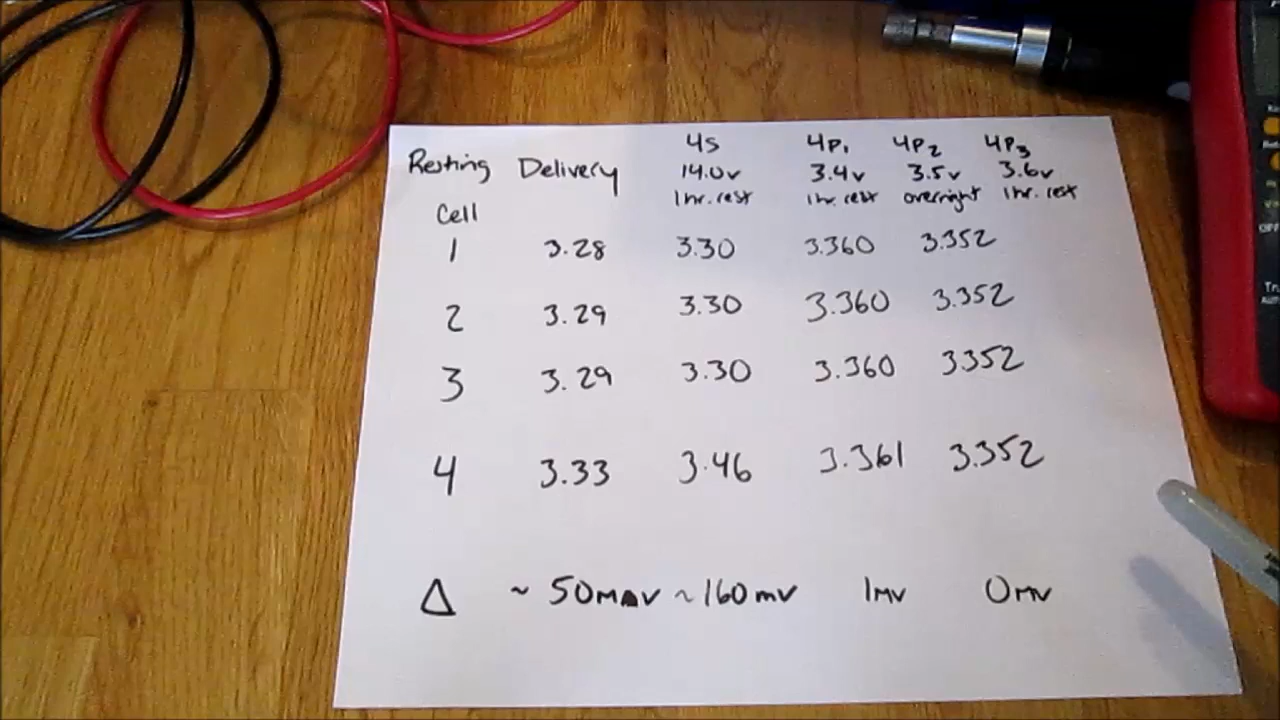 4S 4P₁ 4P₂ 4P₃
Resting Delivery 14.0v 3.4v 3.5v 3.6v
1hr. rest 1hr. rest overnight 1hr. rest
Cell
1 3.28 3.30 3.360 3.352
2 3.29 3.30 3.360 3.352
3 3.29 3.30 3.360 3352
4 3.33 3.46 3.361 3.352
Δ ~ 50mv ~160mv 1mv 0mv